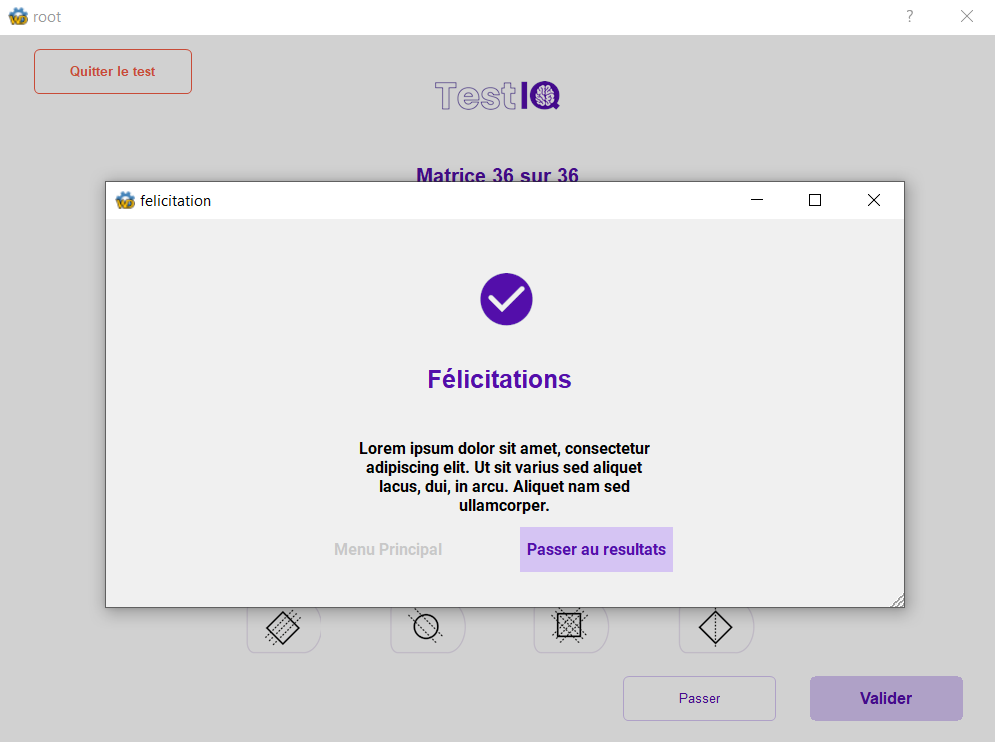 root
?
Quitter le test
TestIQ
Matrice 36 sur 36
felicitation
Félicitations
Lorem ipsum dolor sit amet, consectetur
adipiscing elit. Ut sit varius sed aliquet
lacus, dui, in arcu. Aliquet nam sed
ullamcorper.
Menu Principal
Passer au resultats
Passer
Valider